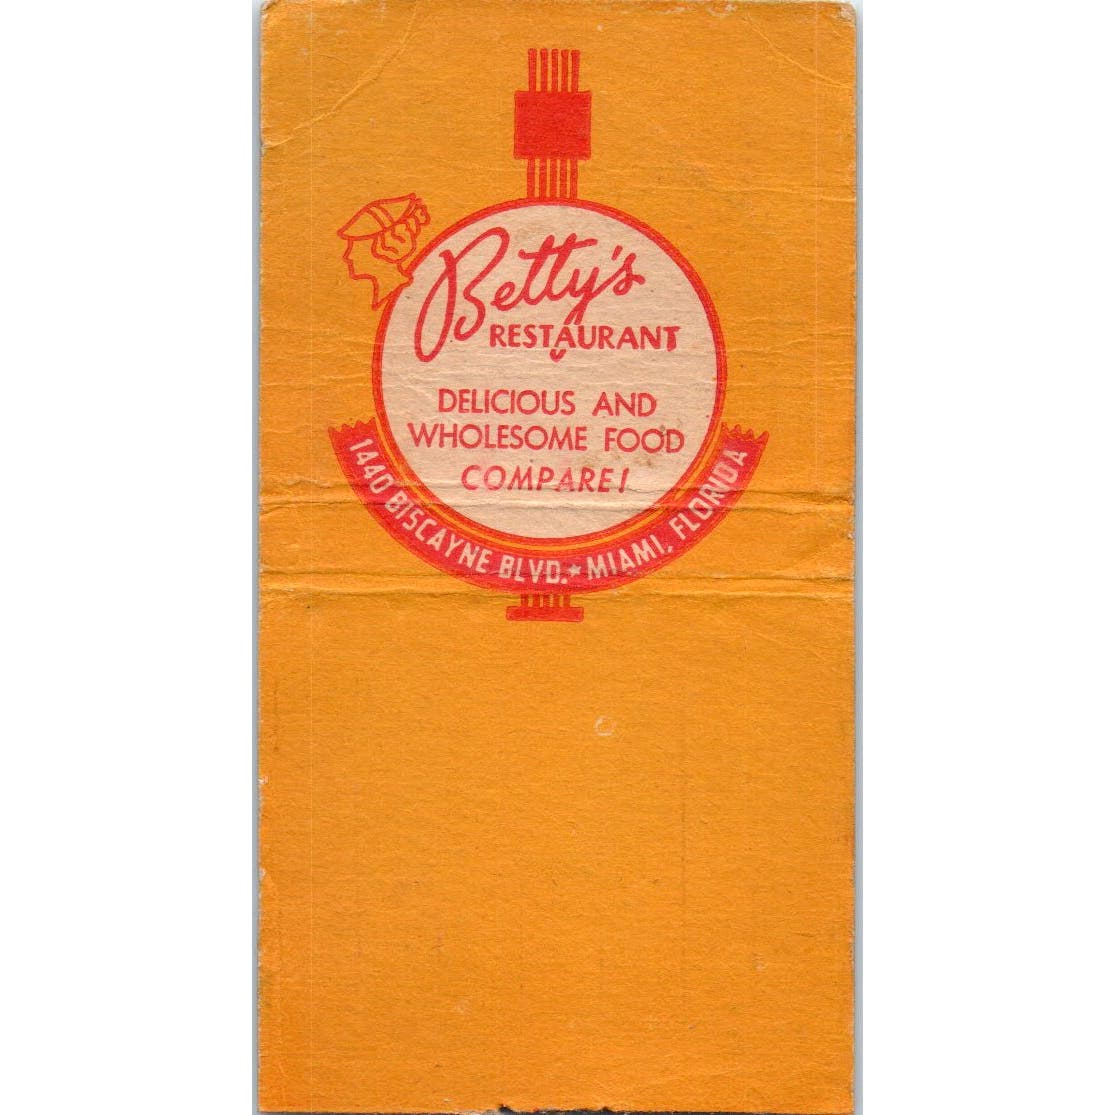 Betty's
RESTAURANT
DELICIOUS AND
WHOLESOME FOOD
COMPARE!
1440 BISCAYNE BLVD.★MIAMI, FLORIDA